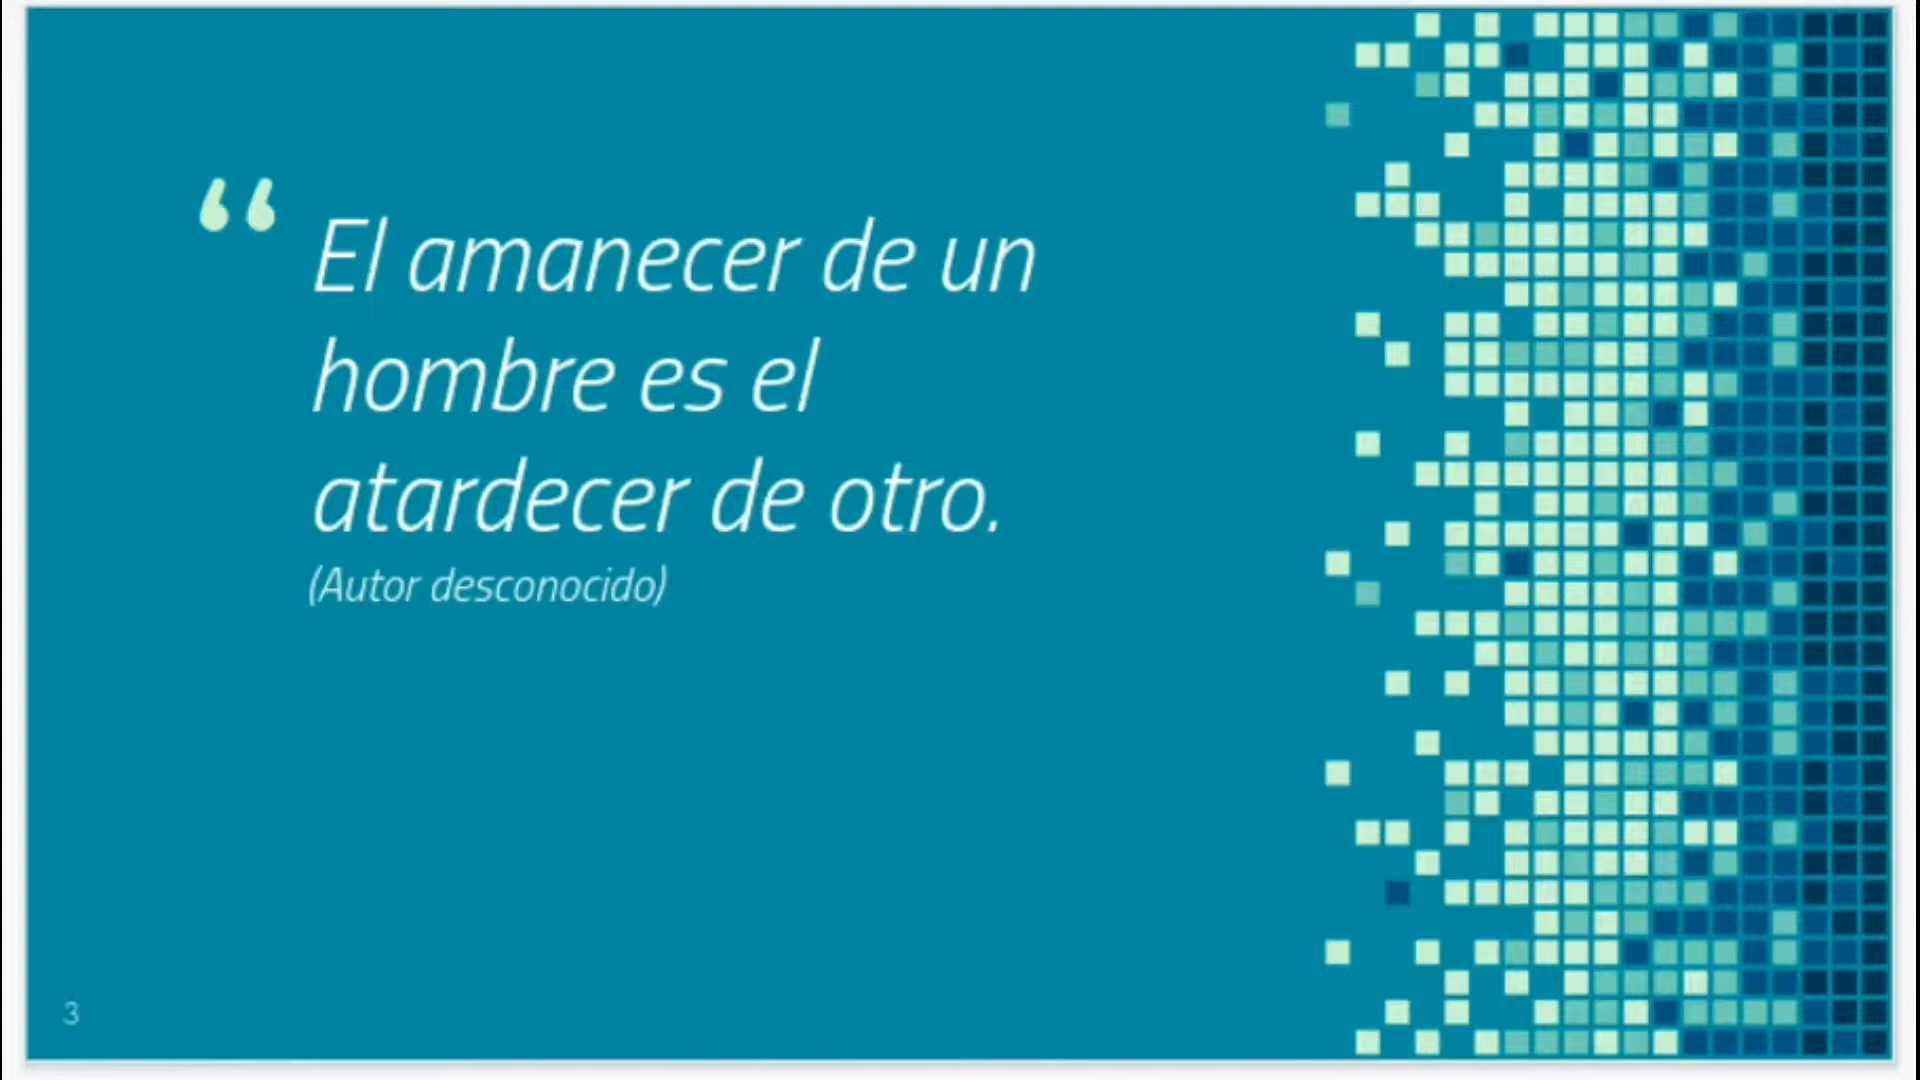 “ El amanecer de un
hombre es el
atardecer de otro.
(Autor desconocido)
3